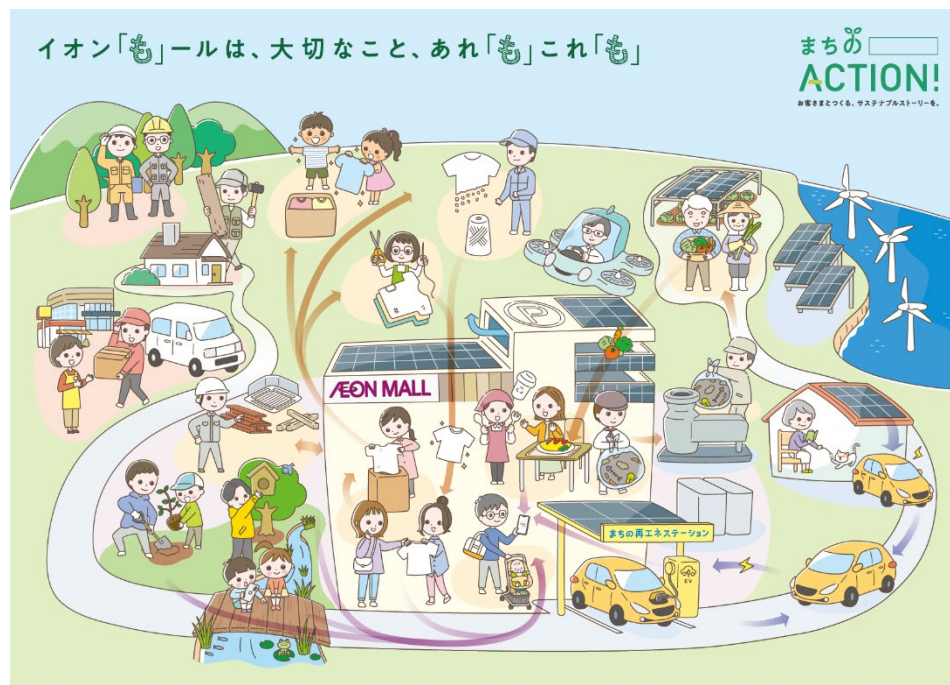 イオン「も」ールは、大切なこと、あれ「も」これ「も」
まちの
ACTION!
お客さまとつくる、サステナブルストーリーを。
P
ÆON MALL
まちの再エネステーション
EV